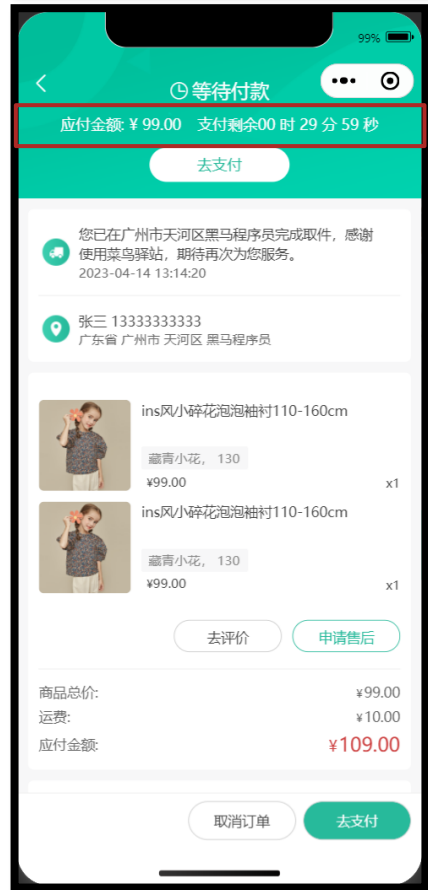 99%
等待付款
应付金额: ¥ 99.00 支付剩余00 时 29 分 59 秒
去支付
您已在广州市天河区黑马程序员完成取件，感谢
使用菜鸟驿站，期待再次为您服务。
2023-04-14 13:14:20
张三 13333333333
广东省 广州市 天河区 黑马程序员
ins风小碎花泡泡袖衬110-160cm
藏青小花， 130
¥99.00 x1
ins风小碎花泡泡袖衬110-160cm
藏青小花， 130
¥99.00 x1
去评价 申请售后
商品总价: ¥99.00
运费: ¥10.00
应付金额: ¥109.00
取消订单 去支付